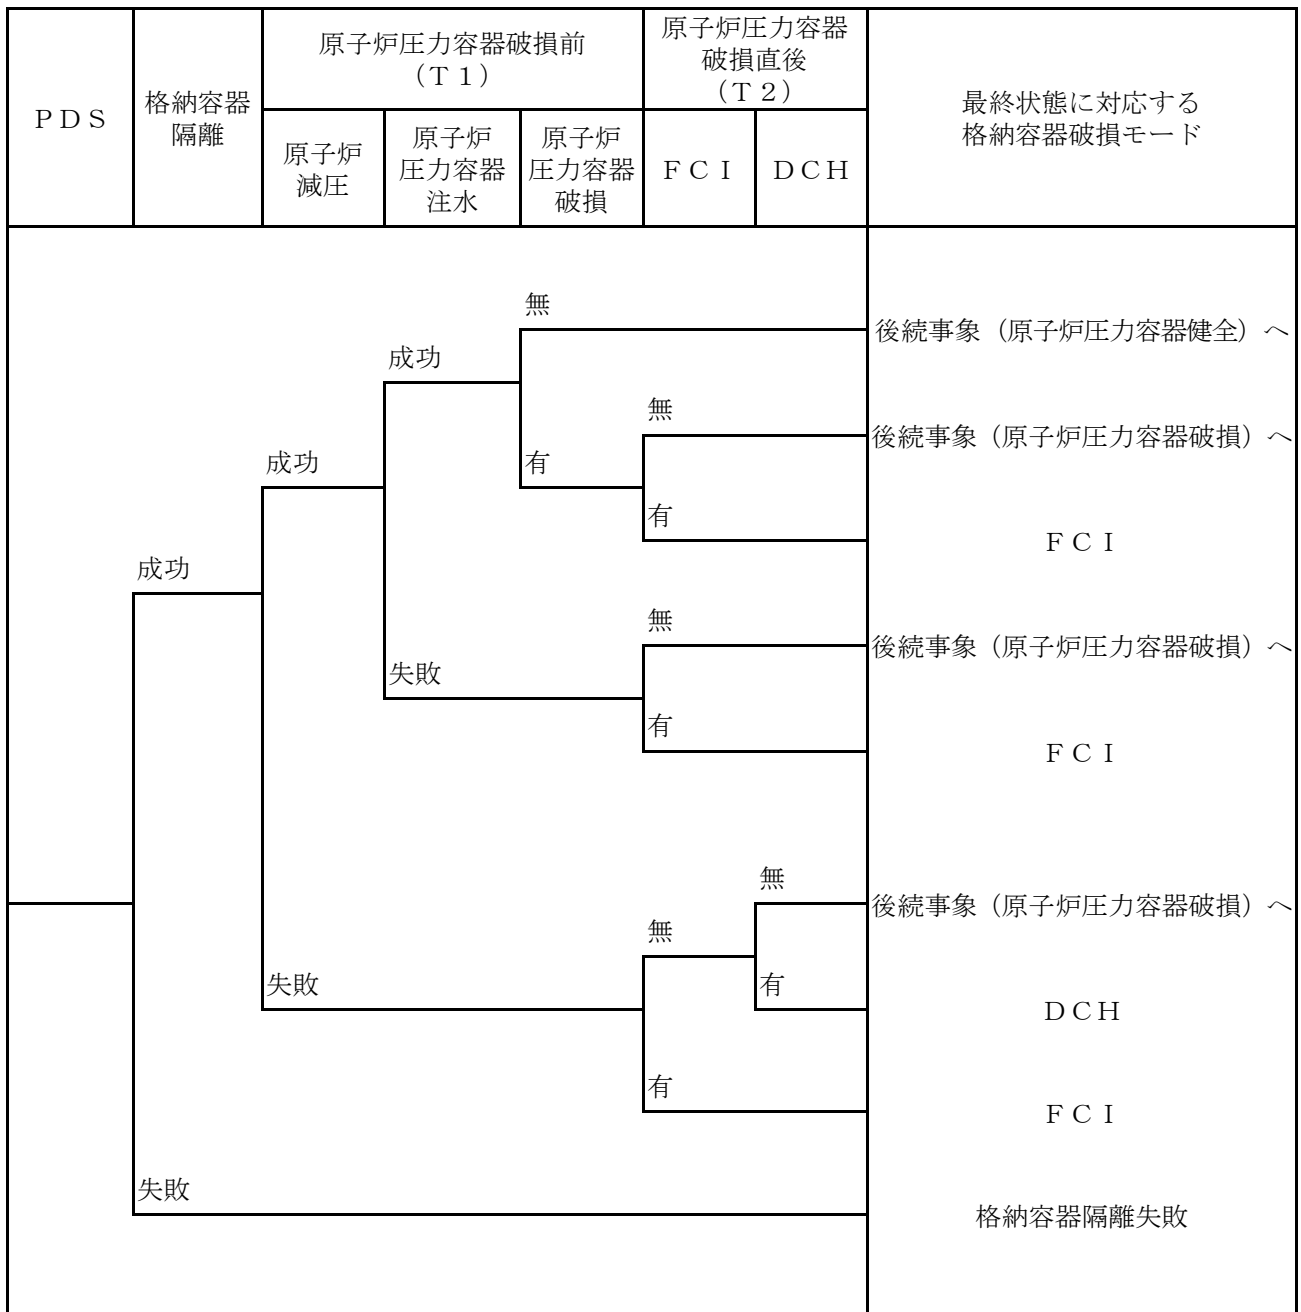 ＰＤＳ
格納容器
隔離
原子炉圧力容器破損前
（Ｔ１）
原子炉圧力容器
破損直後
（Ｔ２）
最終状態に対応する
格納容器破損モード
原子炉
減圧
原子炉
圧力容器
注水
原子炉
圧力容器
破損
ＦＣＩ
ＤＣＨ
無
後続事象（原子炉圧力容器健全）へ
成功
無
後続事象（原子炉圧力容器破損）へ
成功
有
有
ＦＣＩ
成功
無
後続事象（原子炉圧力容器破損）へ
失敗
有
ＦＣＩ
無
後続事象（原子炉圧力容器破損）へ
無
失敗
有
ＤＣＨ
有
ＦＣＩ
失敗
格納容器隔離失敗